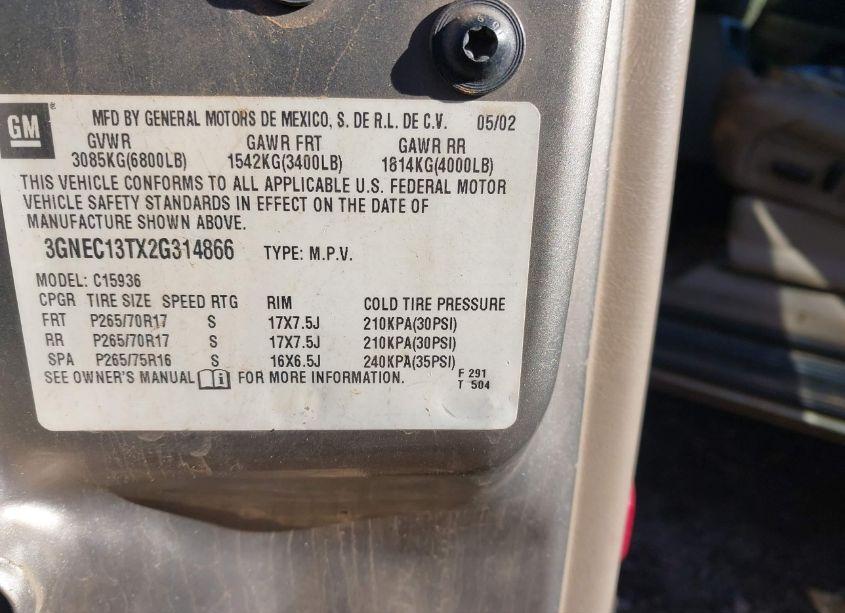 GM ® MFD BY GENERAL MOTORS DE MEXICO, S. DE R.L. DE C.V. 05/02
GVWR GAWR FRT GAWR RR
3085KG(6800LB) 1542KG(3400LB) 1814KG(4000LB)
THIS VEHICLE CONFORMS TO ALL APPLICABLE U.S. FEDERAL MOTOR
VEHICLE SAFETY STANDARDS IN EFFECT ON THE DATE OF
MANUFACTURE SHOWN ABOVE.
3GNEC13TX2G314866 TYPE: M.P.V.
MODEL: C15936
CPGR TIRE SIZE SPEED RTG RIM COLD TIRE PRESSURE
FRT P265/70R17 S 17X7.5J 210KPA(30PSI)
RR P265/70R17 S 17X7.5J 210KPA(30PSI)
SPA P265/75R16 S 16X6.5J 240KPA(35PSI)
SEE OWNER'S MANUAL i FOR MORE INFORMATION. F 291
T 504